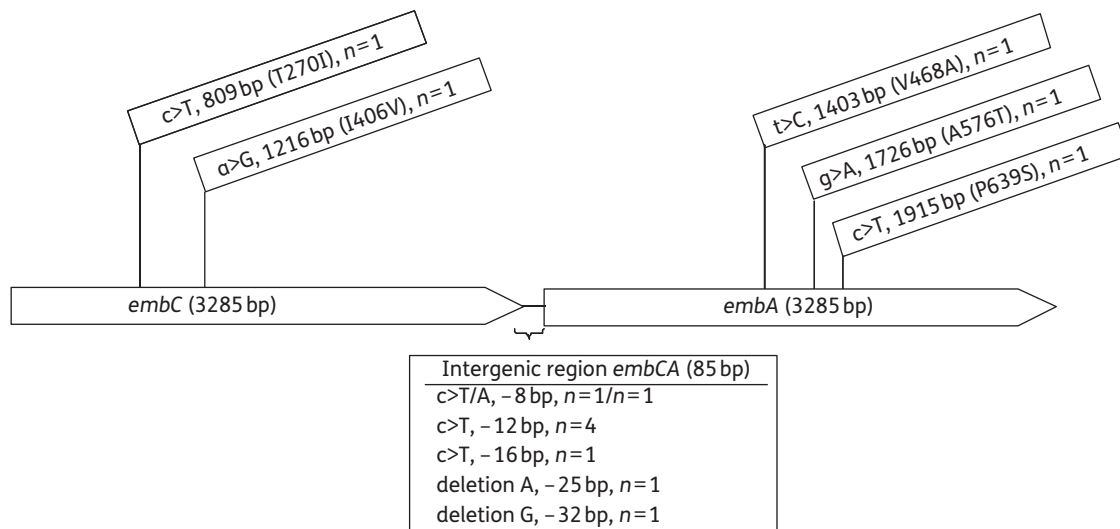 c>T, 809 bp (T270I), n=1
a>G, 1216 bp (I406V), n=1
t>C, 1403 bp (V468A), n=1
g>A, 1726 bp (A576T), n=1
c>T, 1915 bp (P639S), n=1
embC (3285 bp)
embA (3285 bp)
Intergenic region embCA (85 bp)
c>T/A, –8 bp, n=1/n=1
c>T, –12 bp, n=4
c>T, –16 bp, n=1
deletion A, –25 bp, n=1
deletion G, –32 bp, n=1